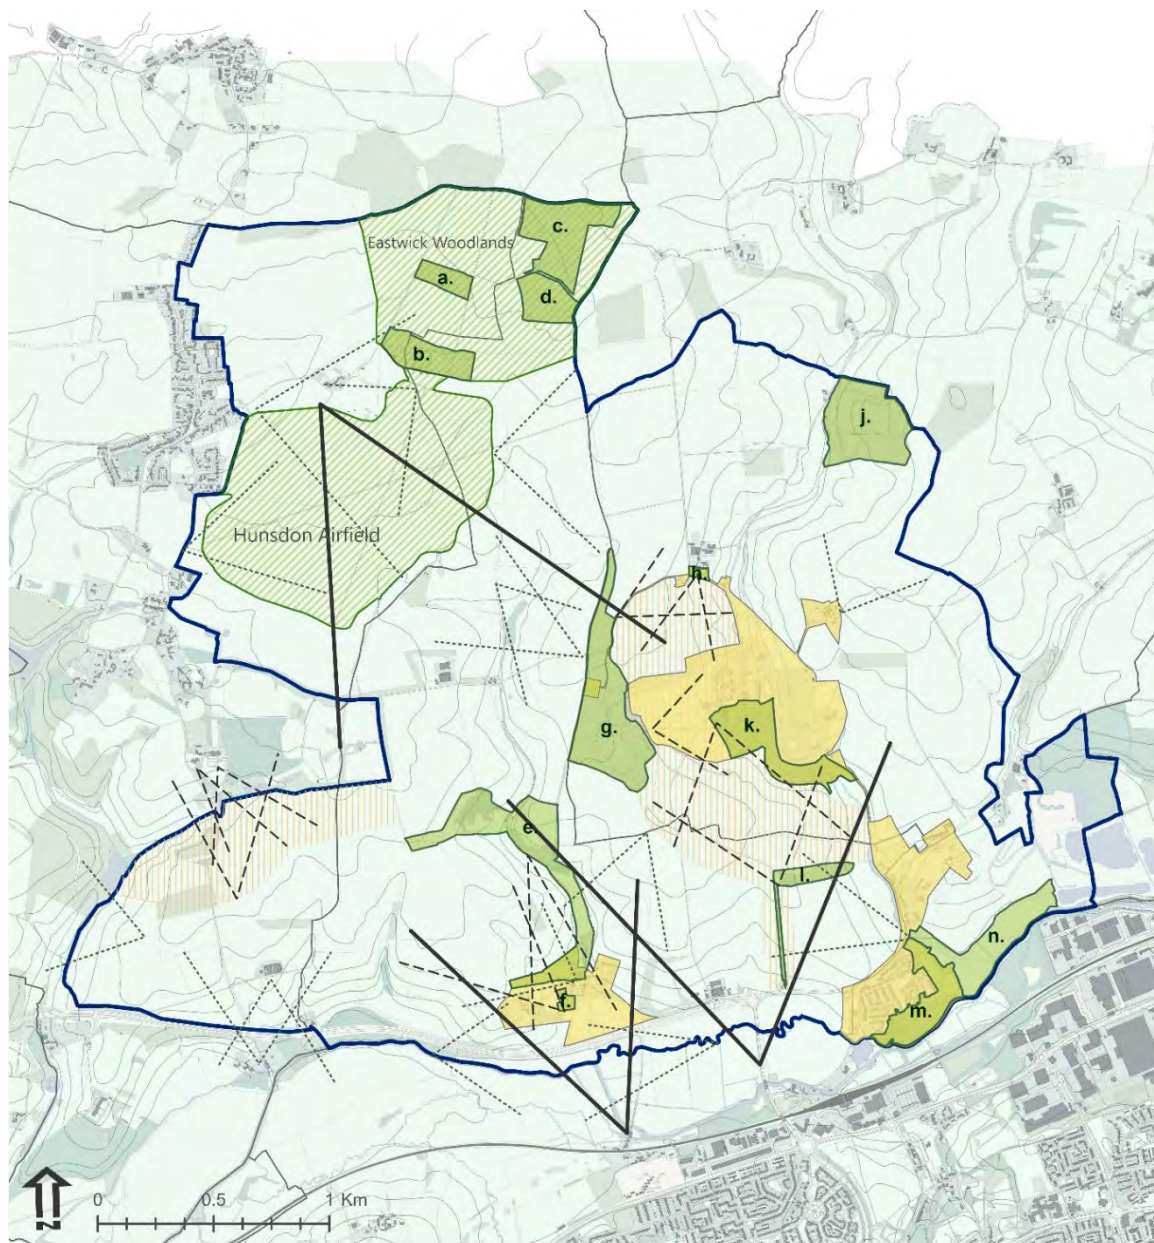 c.
Eastwick Woodlands
a.
d.
b.
j.
Hunsdon Airfield
h.
g.
k.
e.
l.
n.
f.
m.
N
0 0.5 1 Km